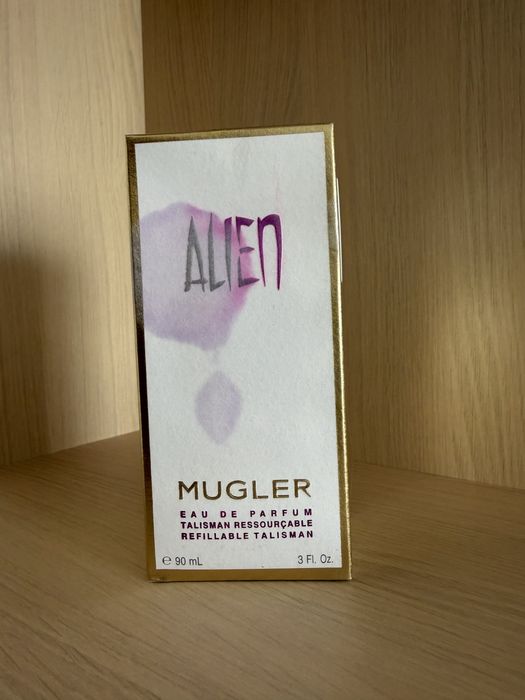 ALIEN
MUGLER
EAU DE PARFUM
TALISMAN RESSOURÇABLE
REFILLABLE TALISMAN
℮ 90 mL 3 Fl. Oz.